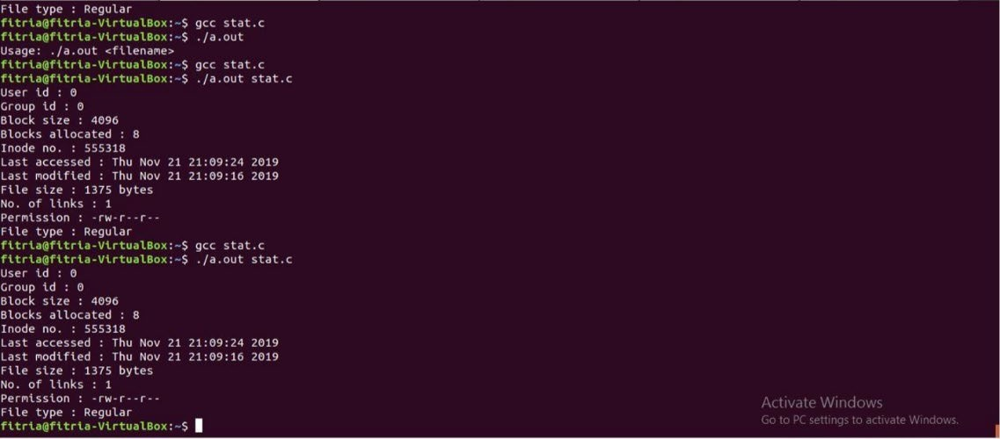 File type : Regular
fitria@fitria-VirtualBox:~$ gcc stat.c
fitria@fitria-VirtualBox:~$ ./a.out
Usage: ./a.out <filename>
fitria@fitria-VirtualBox:~$ gcc stat.c
fitria@fitria-VirtualBox:~$ ./a.out stat.c
User id : 0
Group id : 0
Block size : 4096
Blocks allocated : 8
Inode no. : 555318
Last accessed : Thu Nov 21 21:09:24 2019
Last modified : Thu Nov 21 21:09:16 2019
File size : 1375 bytes
No. of links : 1
Permission : -rw-r--r--
File type : Regular
fitria@fitria-VirtualBox:~$ gcc stat.c
fitria@fitria-VirtualBox:~$ ./a.out stat.c
User id : 0
Group id : 0
Block size : 4096
Blocks allocated : 8
Inode no. : 555318
Last accessed : Thu Nov 21 21:09:24 2019
Last modified : Thu Nov 21 21:09:16 2019
File size : 1375 bytes
No. of links : 1
Permission : -rw-r--r--
File type : Regular
fitria@fitria-VirtualBox:~$
Activate Windows
Go to PC settings to activate Windows.